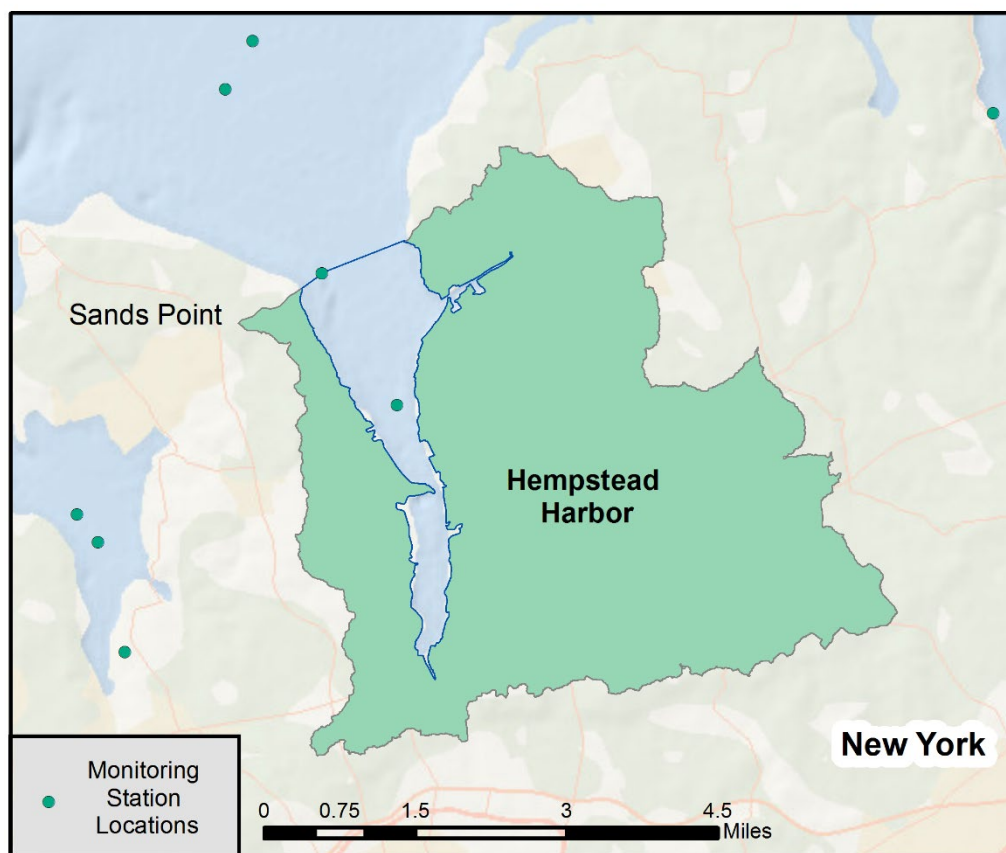 Sands Point
Hempstead
Harbor
New York
Monitoring
Station
Locations
0 0.75 1.5 3 4.5
Miles